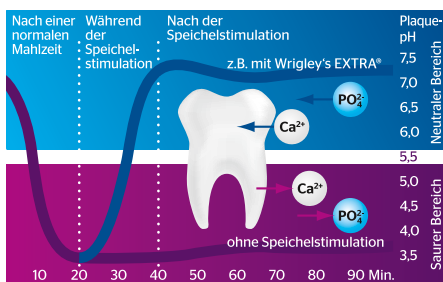 Nach einer
normalen
Mahlzeit
Während
der
Speichel-
stimulation
Nach der
Speichelstimulation
Plaque-
pH
z.B. mit Wrigley's EXTRA®
7,5
7,0
6,5
6,0
5,5
5,0
4,5
4,0
3,5
Neutraler Bereich
Saurer Bereich
PO₄²⁻
Ca²⁺
Ca²⁺
PO₄²⁻
ohne Speichelstimulation
10 20 30 40 50 60 70 80 90 Min.